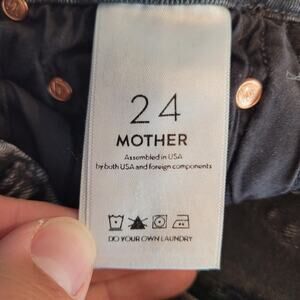 24
MOTHER
Assembled in USA
by both USA and foreign components
DO YOUR OWN LAUNDRY